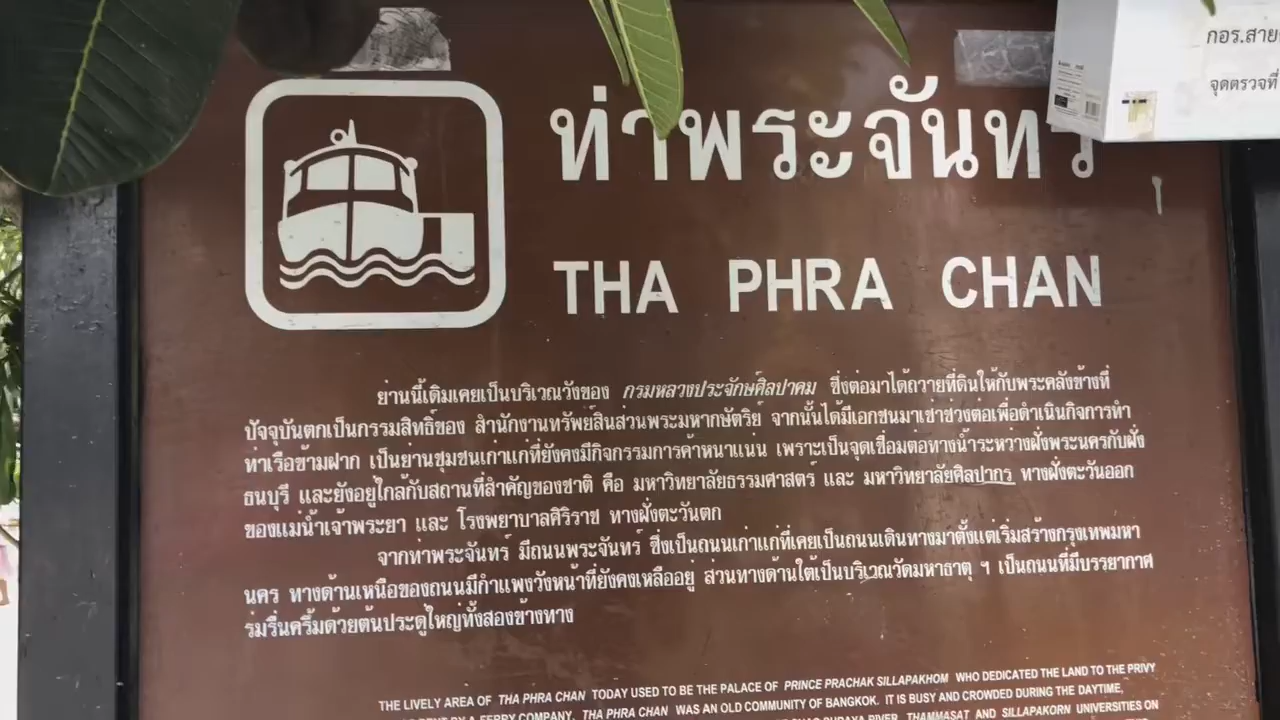 กอร.สาย
จุดตรวจที่
ท่าพระจันทร์
THA PHRA CHAN
ย่านนี้เดิมเคยเป็นบริเวณวังของ กรมหลวงประจักษ์ศิลปาคม ซึ่งต่อมาได้ถวายที่ดินให้กับพระคลังข้างที่
ปัจจุบันตกเป็นกรรมสิทธิ์ของ สำนักงานทรัพย์สินส่วนพระมหากษัตริย์ จากนั้นได้มีเอกชนมาเช่าช่วงต่อเพื่อดำเนินกิจการทำ
ท่าเรือข้ามฝาก เป็นย่านชุมชนเก่าแก่ที่ยังคงมีกิจกรรมการค้าหนาแน่น เพราะเป็นจุดเชื่อมต่อทางน้ำระหว่างฝั่งพระนครกับฝั่ง
ธนบุรี และยังอยู่ใกล้กับสถานที่สำคัญของชาติ คือ มหาวิทยาลัยธรรมศาสตร์ และ มหาวิทยาลัยศิลปากร ทางฝั่งตะวันออก
ของแม่น้ำเจ้าพระยา และ โรงพยาบาลศิริราช ทางฝั่งตะวันตก
จากท่าพระจันทร์ มีถนนพระจันทร์ ซึ่งเป็นถนนเก่าแก่ที่เคยเป็นถนนเดินทางมาตั้งแต่เริ่มสร้างกรุงเทพมหา
นคร ทางด้านเหนือของถนนมีกำแพงวังหน้าที่ยังคงเหลืออยู่ ส่วนทางด้านใต้เป็นบริเวณวัดมหาธาตุ ฯ เป็นถนนที่มีบรรยากาศ
ร่มรื่นครึ้มด้วยต้นประดู่ใหญ่ทั้งสองข้างทาง
THE LIVELY AREA OF THA PHRA CHAN TODAY USED TO BE THE PALACE OF PRINCE PRACHAK SILLAPAKHOM WHO DEDICATED THE LAND TO THE PRIVY
BY A FERRY COMPANY. THA PHRA CHAN WAS AN OLD COMMUNITY OF BANGKOK. IT IS BUSY AND CROWDED DURING THE DAYTIME,
RIVER, THAMMASAT AND SILLAPAKORN UNIVERSITIES ON